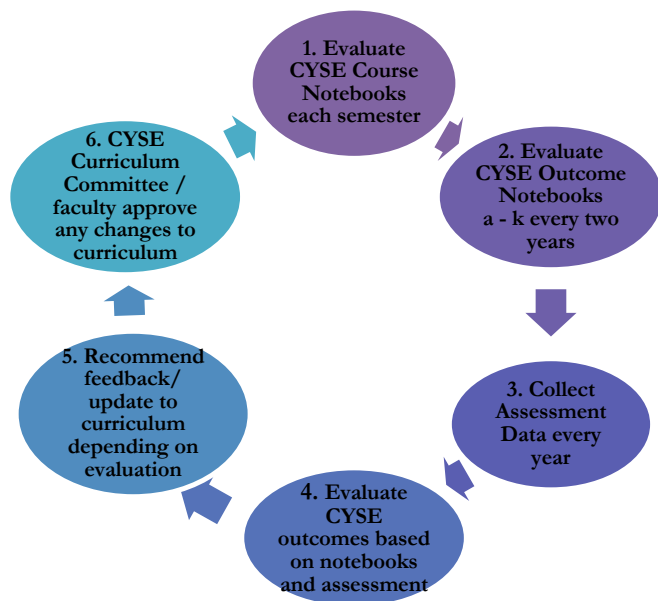 1. Evaluate
CYSE Course
Notebooks
each semester
2. Evaluate
CYSE Outcome
Notebooks
a - k every two
years
3. Collect
Assessment
Data every
year
4. Evaluate
CYSE
outcomes based
on notebooks
and assessment
5. Recommend
feedback/
update to
curriculum
depending on
evaluation
6. CYSE
Curriculum
Committee /
faculty approve
any changes to
curriculum